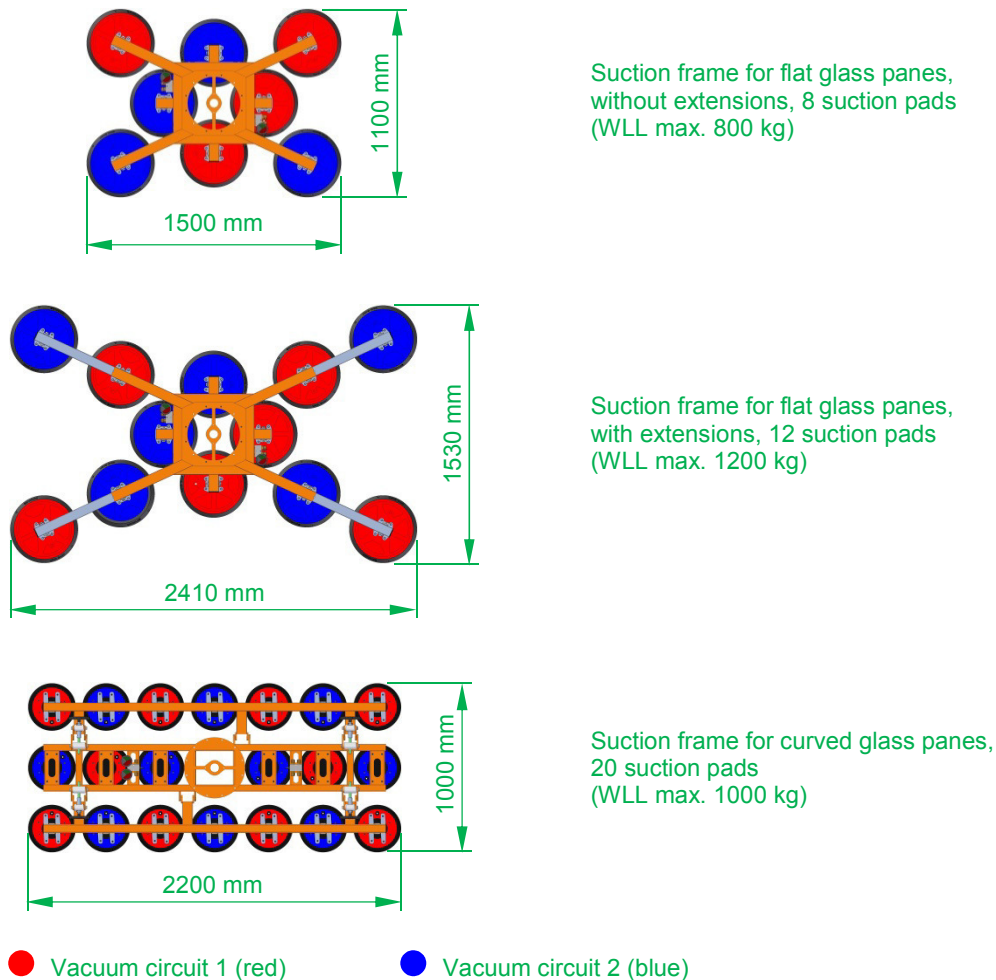 1100 mm
1500 mm
Suction frame for flat glass panes,
without extensions, 8 suction pads
(WLL max. 800 kg)
1530 mm
2410 mm
Suction frame for flat glass panes,
with extensions, 12 suction pads
(WLL max. 1200 kg)
1000 mm
2200 mm
Suction frame for curved glass panes,
20 suction pads
(WLL max. 1000 kg)
Vacuum circuit 1 (red)
Vacuum circuit 2 (blue)